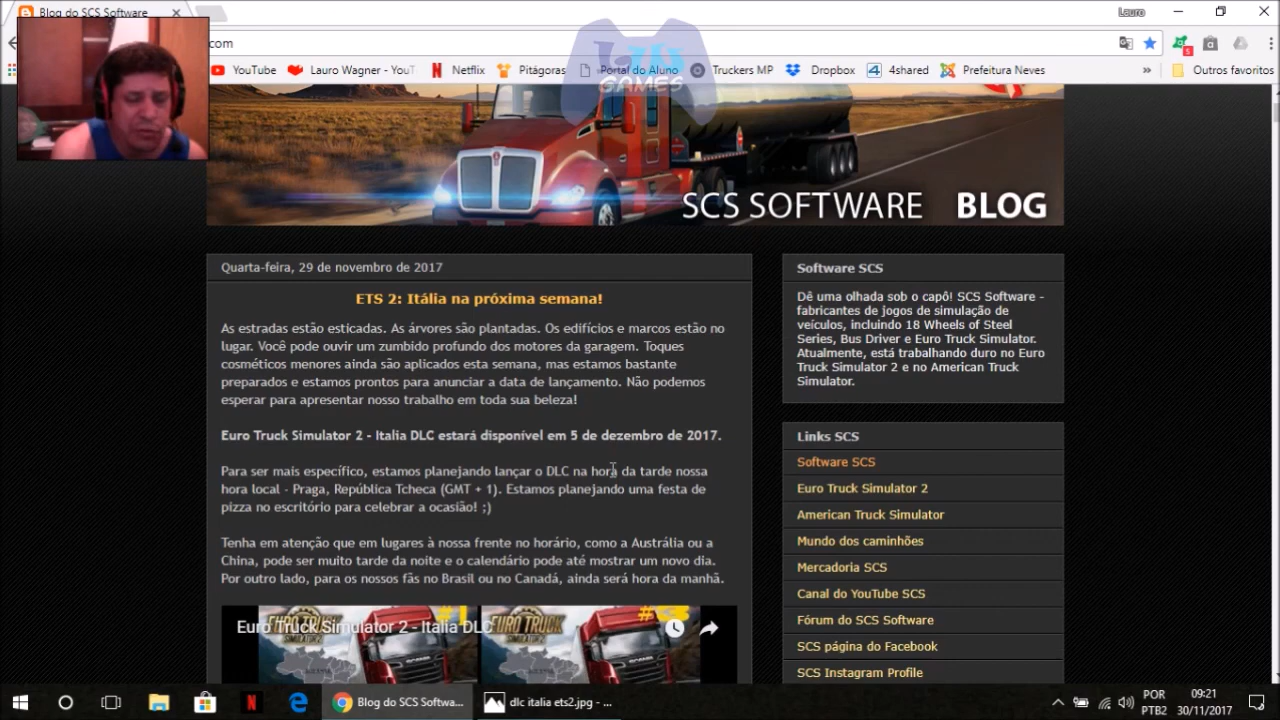 Blog do SCS Software
Lauro
com
YouTube
Lauro Wagner - YouT
Netflix
Pitágoras
Portal do Aluno
Truckers MP
Dropbox
4shared
Prefeitura Neves
Outros favoritos
GAMES
SCS SOFTWARE BLOG
Quarta-feira, 29 de novembro de 2017
ETS 2: Itália na próxima semana!
As estradas estão esticadas. As árvores são plantadas. Os edifícios e marcos estão no
lugar. Você pode ouvir um zumbido profundo dos motores da garagem. Toques
cosméticos menores ainda são aplicados esta semana, mas estamos bastante
preparados e estamos prontos para anunciar a data de lançamento. Não podemos
esperar para apresentar nosso trabalho em toda sua beleza!
Euro Truck Simulator 2 - Italia DLC estará disponível em 5 de dezembro de 2017.
Para ser mais específico, estamos planejando lançar o DLC na hora da tarde nossa
hora local - Praga, República Tcheca (GMT + 1). Estamos planejando uma festa de
pizza no escritório para celebrar a ocasião! ;)
Tenha em atenção que em lugares à nossa frente no horário, como a Austrália ou a
China, pode ser muito tarde da noite e o calendário pode até mostrar um novo dia.
Por outro lado, para os nossos fãs no Brasil ou no Canadá, ainda será hora da manhã.
#1
#3
Euro Truck Simulator 2 - Italia DLC
EURO TRUCK
SIMULATOR 2
Software SCS
Dê uma olhada sob o capô! SCS Software -
fabricantes de jogos de simulação de
veículos, incluindo 18 Wheels of Steel
Series, Bus Driver e Euro Truck Simulator.
Atualmente, está trabalhando duro no Euro
Truck Simulator 2 e no American Truck
Simulator.
Links SCS
Software SCS
Euro Truck Simulator 2
American Truck Simulator
Mundo dos caminhões
Mercadoria SCS
Canal do YouTube SCS
Fórum do SCS Software
SCS página do Facebook
SCS Instagram Profile
Blog do SCS Softwa...
dlc italia ets2.jpg - ...
POR
PTB2
09:21
30/11/2017